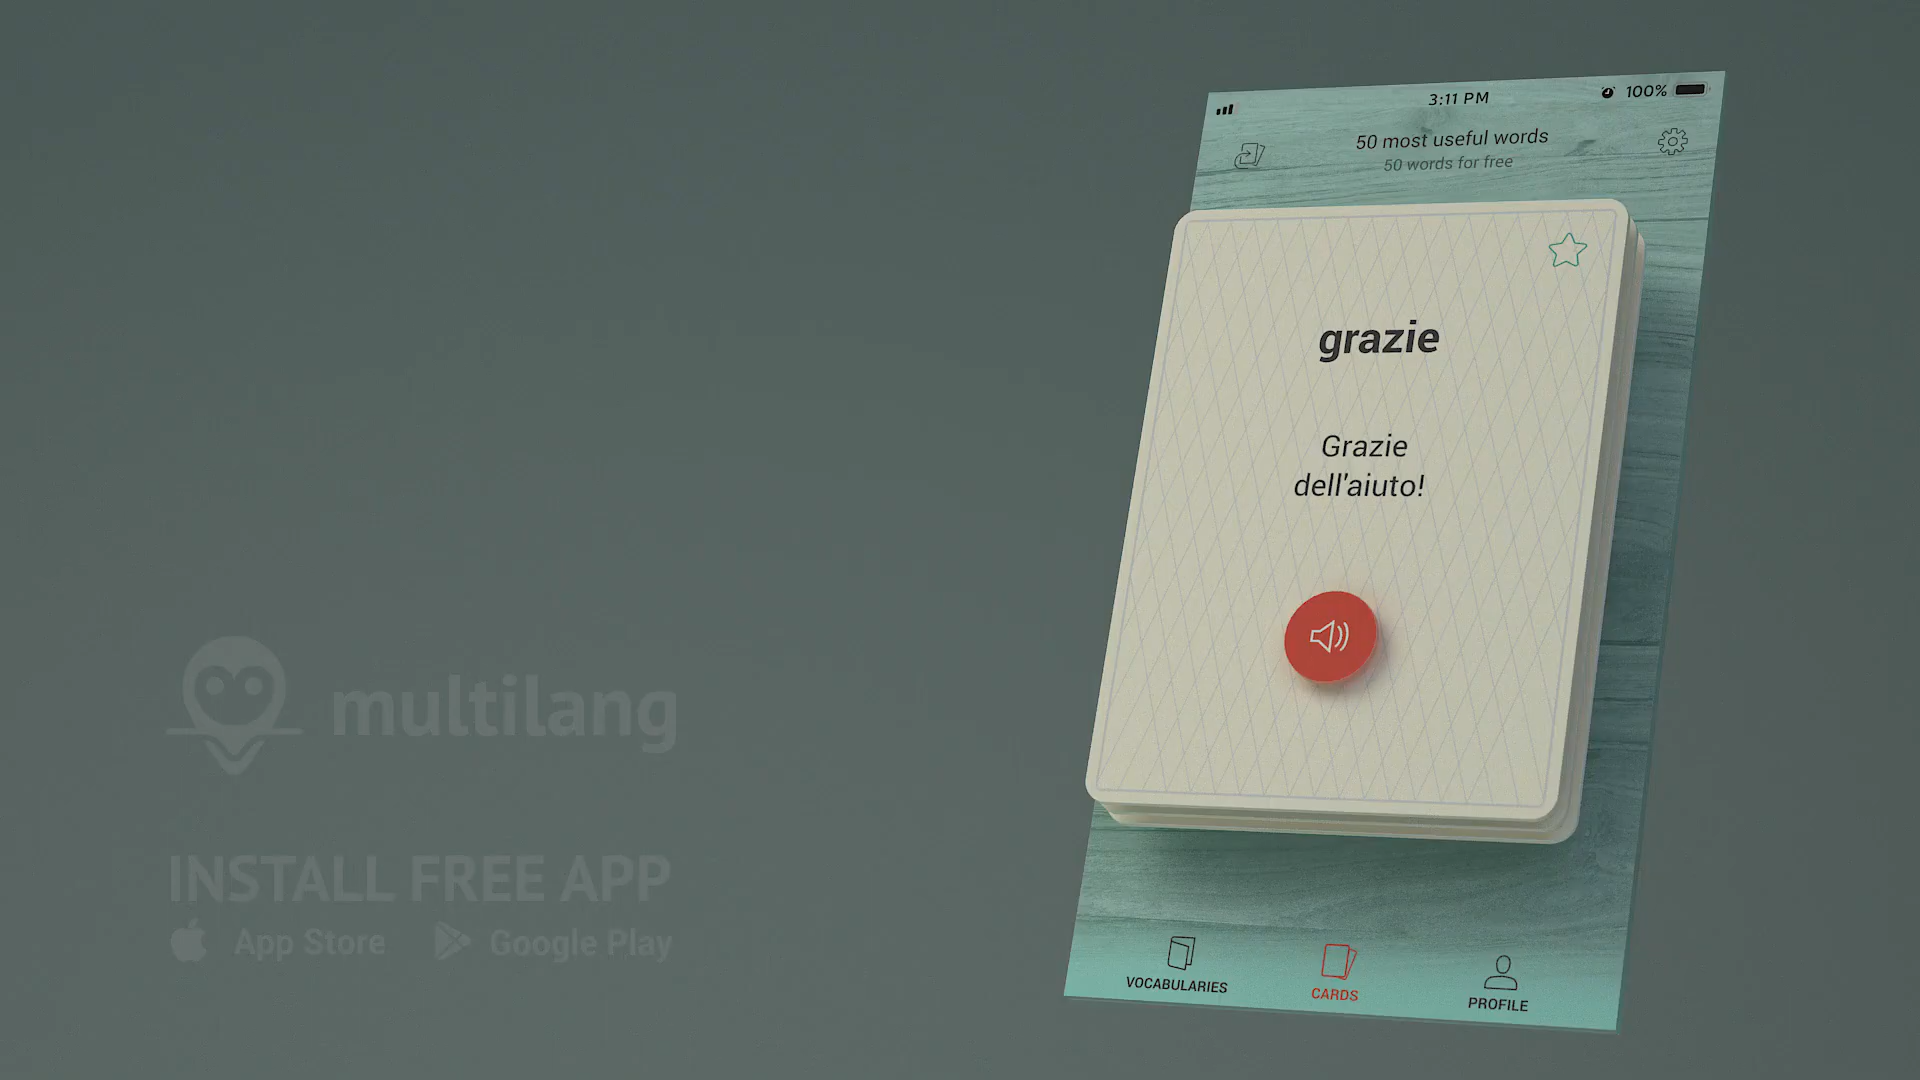 3:11 PM
100%
50 most useful words
50 words for free
grazie
Grazie
dell'aiuto!
VOCABULARIES
CARDS
PROFILE
multilang
INSTALL FREE APP
App Store
Google Play